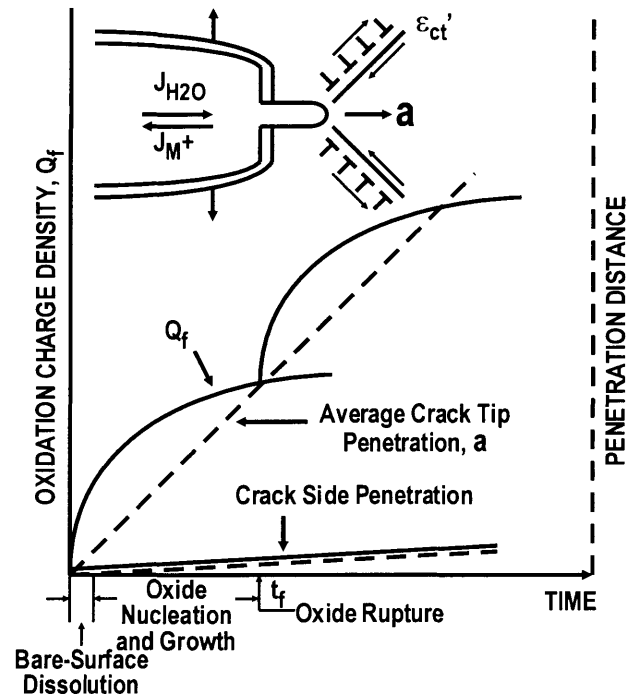 J_H2O
J_M+
ε_ct'
a
OXIDATION CHARGE DENSITY, Q_f
PENETRATION DISTANCE
Q_f
Average Crack Tip
Penetration, a
Crack Side Penetration
Oxide
Nucleation
and Growth
t_f
Oxide Rupture
TIME
Bare-Surface
Dissolution